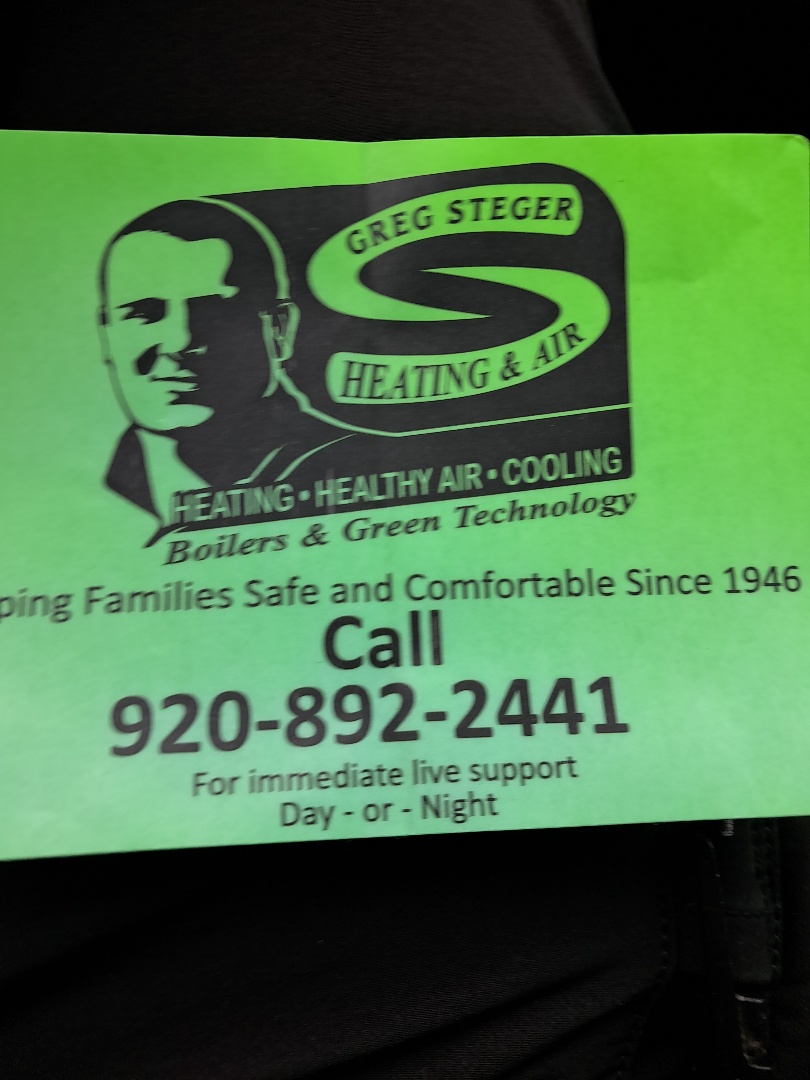 GREG STEGER
HEATING & AIR
HEATING • HEALTHY AIR • COOLING
Boilers & Green Technology
ping Families Safe and Comfortable Since 1946
Call
920-892-2441
For immediate live support
Day - or - Night